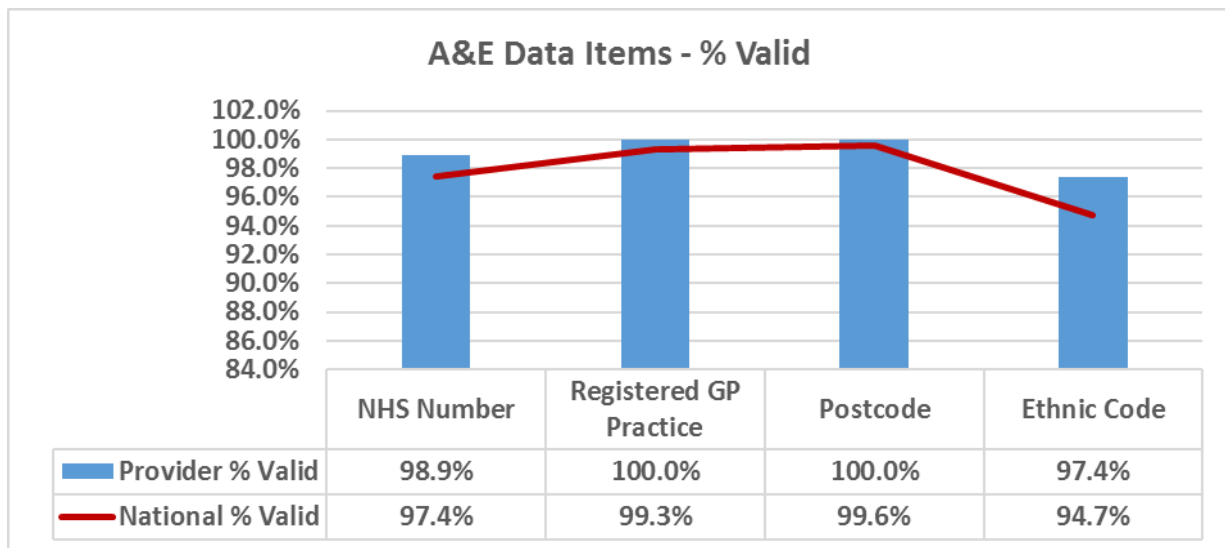 A&E Data Items - % Valid
102.0%
100.0%
98.0%
96.0%
94.0%
92.0%
90.0%
88.0%
86.0%
84.0%
NHS Number
Registered GP
Practice
Postcode
Ethnic Code
Provider % Valid 98.9% 100.0% 100.0% 97.4%
National % Valid 97.4% 99.3% 99.6% 94.7%